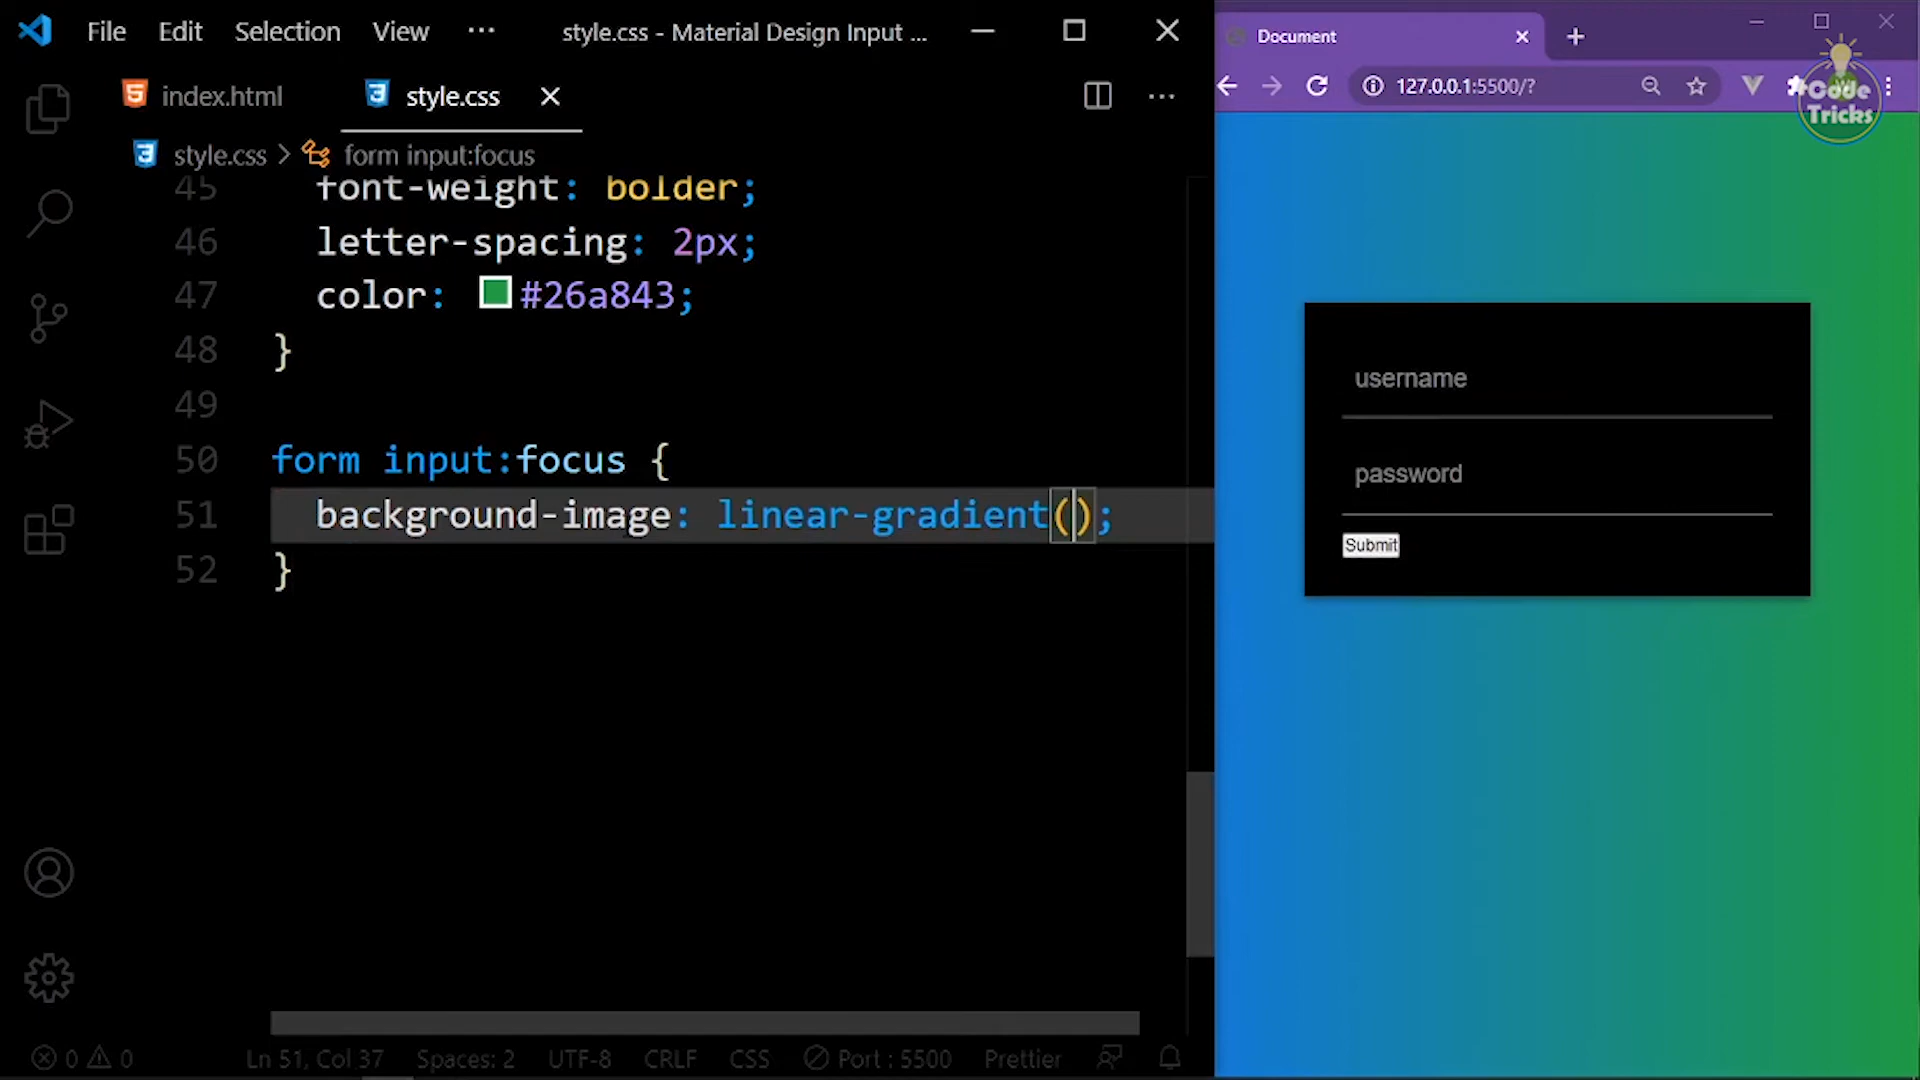 File Edit Selection View ··· style.css - Material Design Input ...
index.html style.css
style.css > form input:focus
45 font-weight: bolder;
46 letter-spacing: 2px;
47 color: #26a843;
48 }
49
50 form input:focus {
51 background-image: linear-gradient();
52 }
0 0 Ln 51, Col 37 Spaces: 2 UTF-8 CRLF CSS Port : 5500 Prettier
Document
127.0.0.1:5500/?
Code
Tricks
username
password
Submit